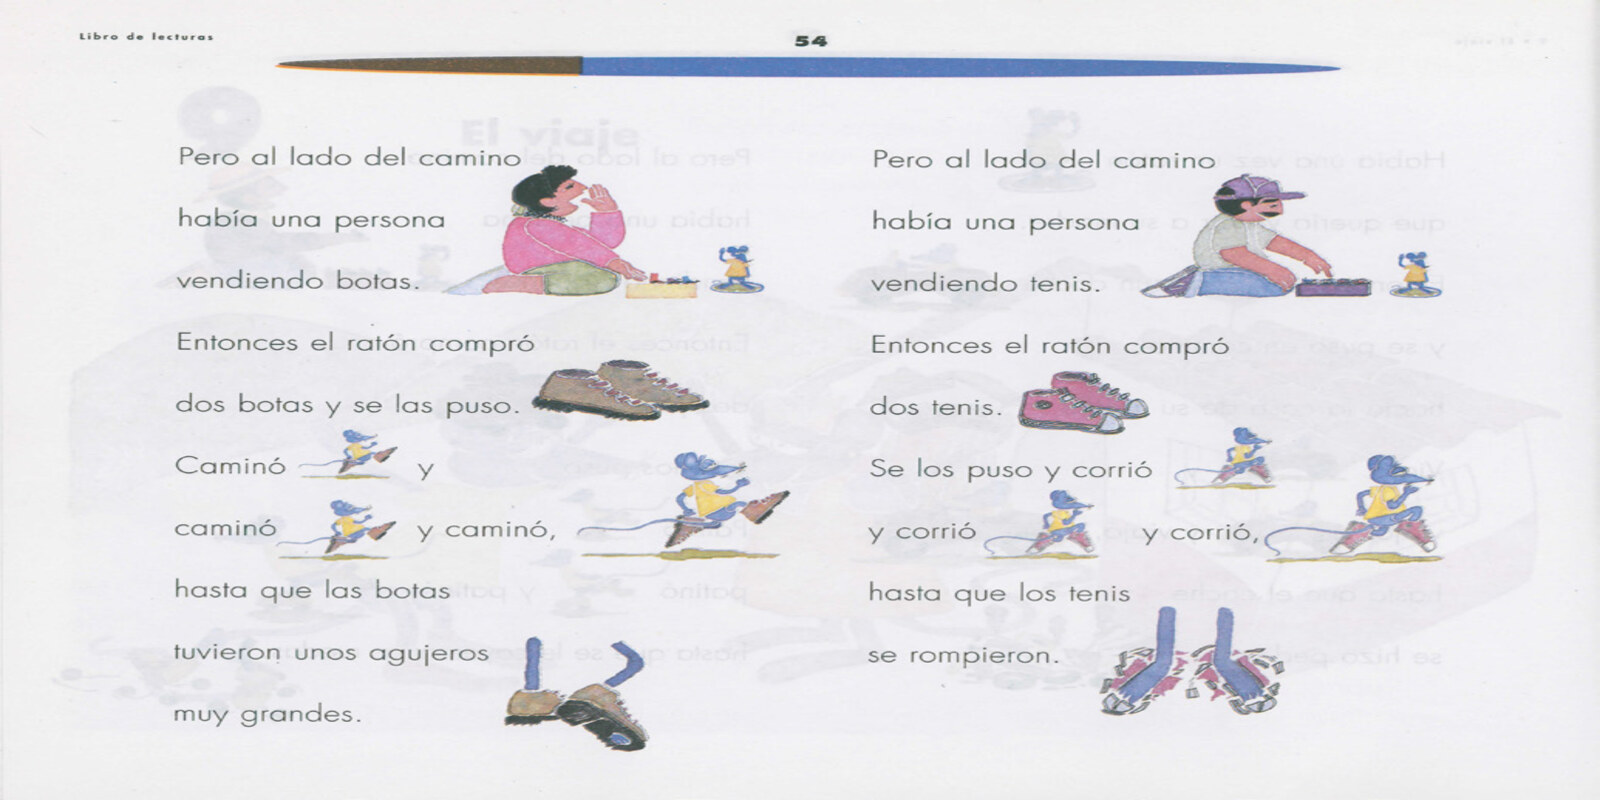 Libro de lecturas
54
Pero al lado del camino
había una persona
vendiendo botas.
Entonces el ratón compró
dos botas y se las puso.
Caminó y
caminó y caminó,
hasta que las botas
tuvieron unos agujeros
muy grandes.
Pero al lado del camino
había una persona
vendiendo tenis.
Entonces el ratón compró
dos tenis.
Se los puso y corrió
y corrió y corrió,
hasta que los tenis
se rompieron.